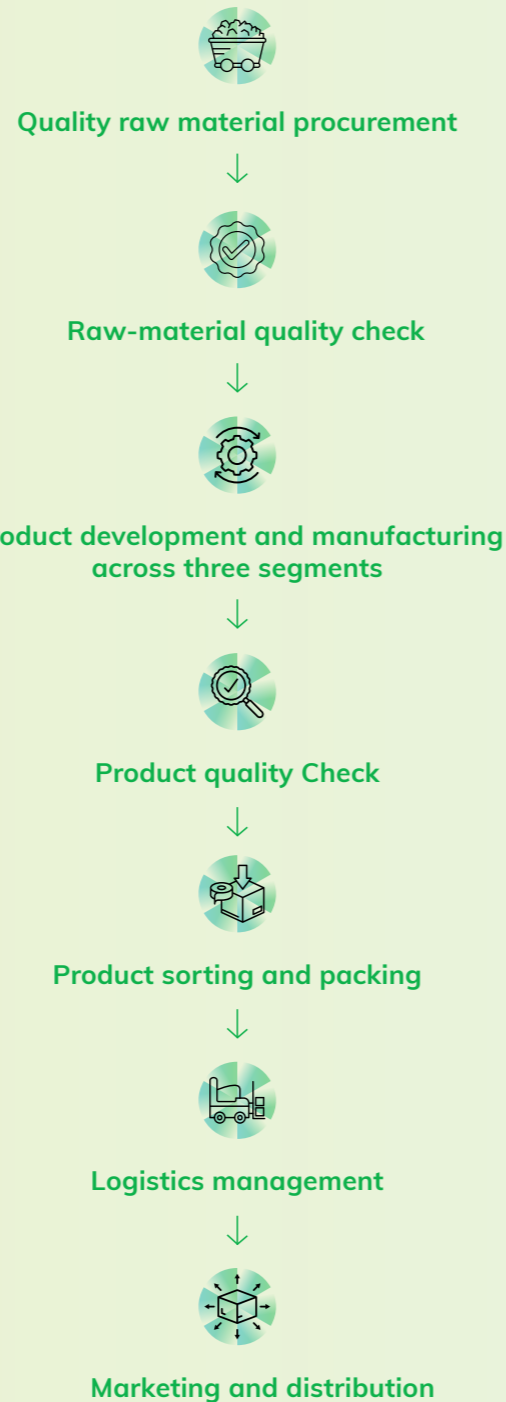 Quality raw material procurement
Raw-material quality check
oduct development and manufacturing
across three segments
Product quality Check
Product sorting and packing
Logistics management
Marketing and distribution